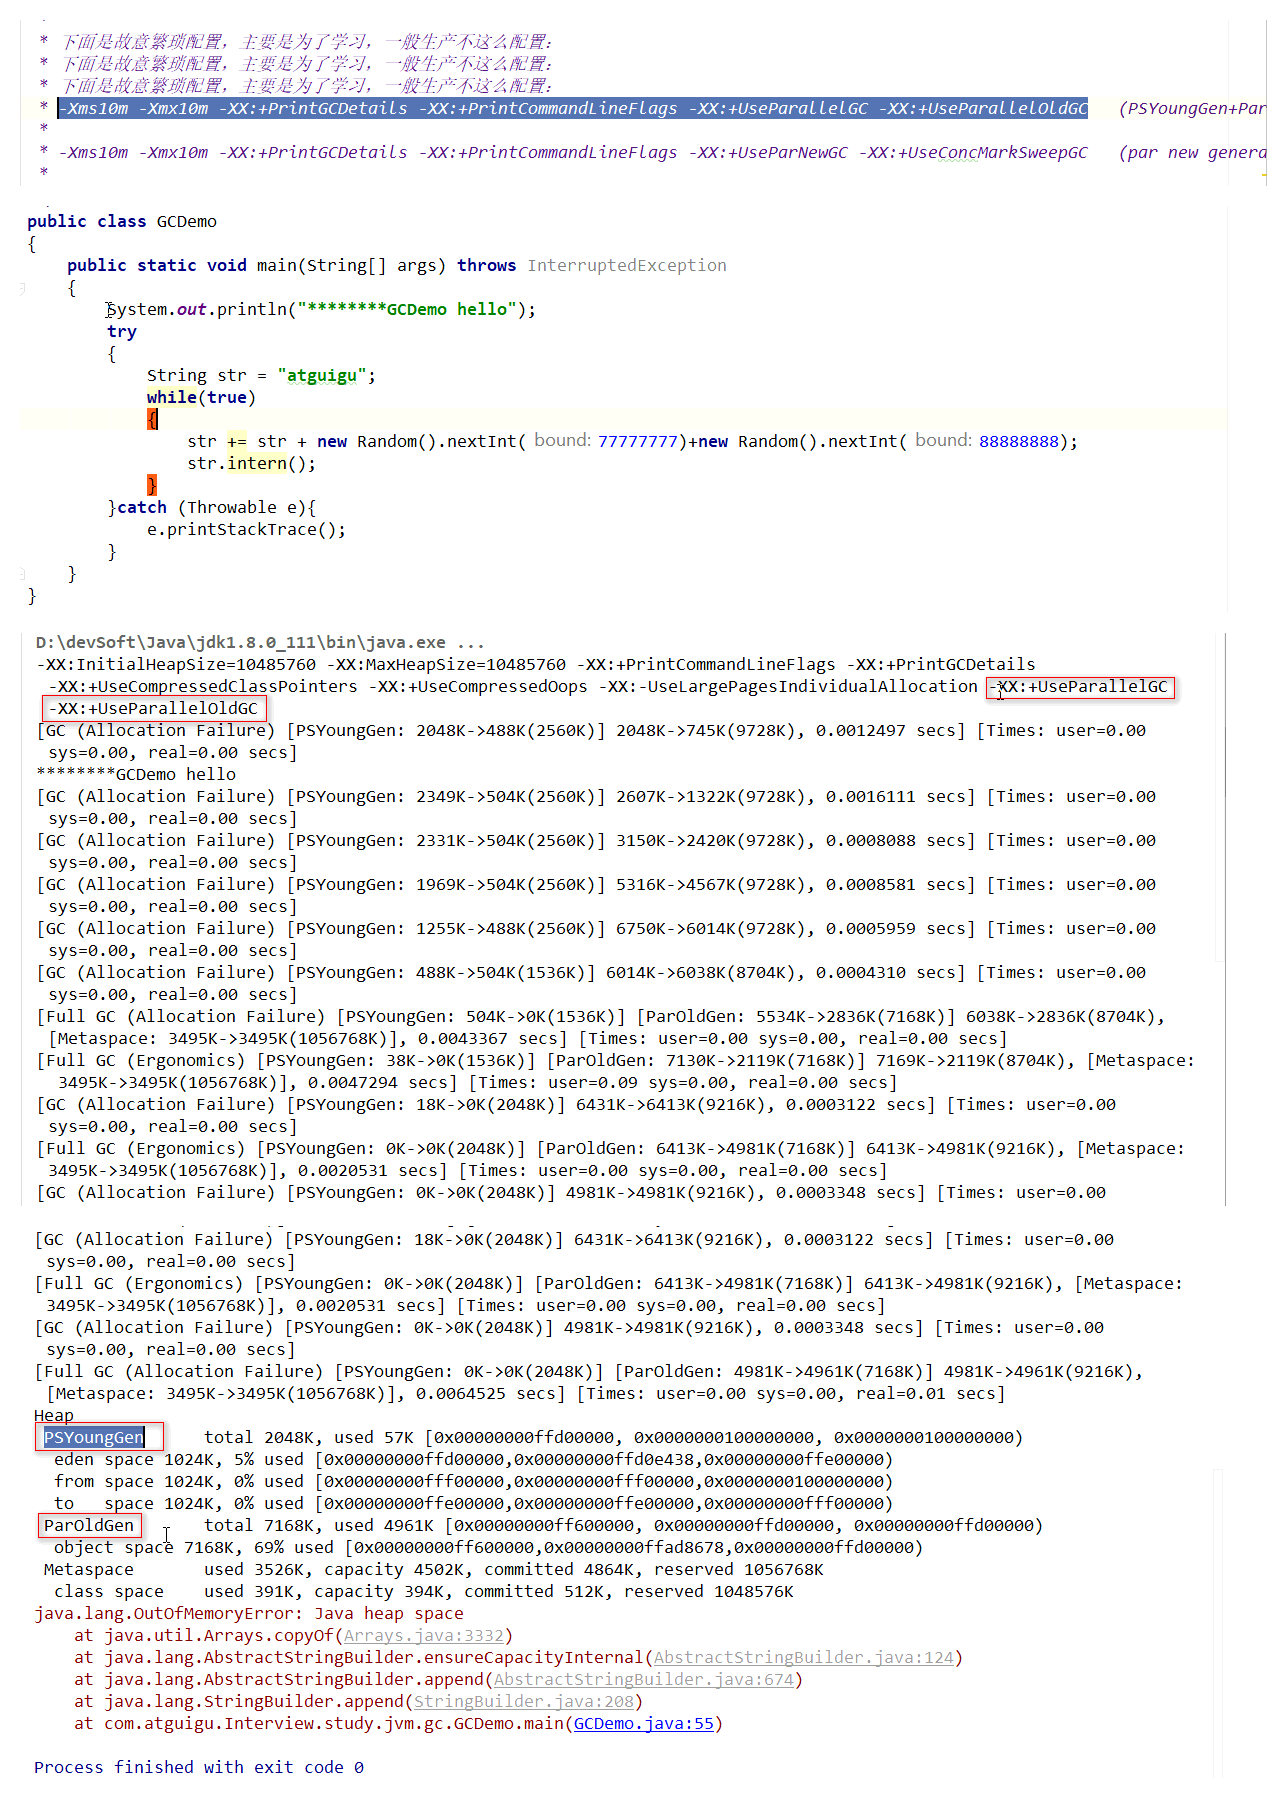 * 下面是故意繁琐配置，主要是为了学习，一般生产不这么配置：
* 下面是故意繁琐配置，主要是为了学习，一般生产不这么配置：
* 下面是故意繁琐配置，主要是为了学习，一般生产不这么配置：
* -Xms10m -Xmx10m -XX:+PrintGCDetails -XX:+PrintCommandLineFlags -XX:+UseParallelGC -XX:+UseParallelOldGC (PSYoungGen+Par
*
* -Xms10m -Xmx10m -XX:+PrintGCDetails -XX:+PrintCommandLineFlags -XX:+UseParNewGC -XX:+UseConcMarkSweepGC (par new genera
*
public class GCDemo
{
public static void main(String[] args) throws InterruptedException
{
System.out.println("********GCDemo hello");
try
{
String str = "atguigu";
while(true)
{
str += str + new Random().nextInt( bound: 77777777)+new Random().nextInt( bound: 88888888);
str.intern();
}
}catch (Throwable e){
e.printStackTrace();
}
}
}
D:\devSoft\Java\jdk1.8.0_111\bin\java.exe ...
-XX:InitialHeapSize=10485760 -XX:MaxHeapSize=10485760 -XX:+PrintCommandLineFlags -XX:+PrintGCDetails
-XX:+UseCompressedClassPointers -XX:+UseCompressedOops -XX:-UseLargePagesIndividualAllocation -XX:+UseParallelGC
-XX:+UseParallelOldGC
[GC (Allocation Failure) [PSYoungGen: 2048K->488K(2560K)] 2048K->745K(9728K), 0.0012497 secs] [Times: user=0.00
sys=0.00, real=0.00 secs]
********GCDemo hello
[GC (Allocation Failure) [PSYoungGen: 2349K->504K(2560K)] 2607K->1322K(9728K), 0.0016111 secs] [Times: user=0.00
sys=0.00, real=0.00 secs]
[GC (Allocation Failure) [PSYoungGen: 2331K->504K(2560K)] 3150K->2420K(9728K), 0.0008088 secs] [Times: user=0.00
sys=0.00, real=0.00 secs]
[GC (Allocation Failure) [PSYoungGen: 1969K->504K(2560K)] 5316K->4567K(9728K), 0.0008581 secs] [Times: user=0.00
sys=0.00, real=0.00 secs]
[GC (Allocation Failure) [PSYoungGen: 1255K->488K(2560K)] 6750K->6014K(9728K), 0.0005959 secs] [Times: user=0.00
sys=0.00, real=0.00 secs]
[GC (Allocation Failure) [PSYoungGen: 488K->504K(1536K)] 6014K->6038K(8704K), 0.0004310 secs] [Times: user=0.00
sys=0.00, real=0.00 secs]
[Full GC (Allocation Failure) [PSYoungGen: 504K->0K(1536K)] [ParOldGen: 5534K->2836K(7168K)] 6038K->2836K(8704K),
[Metaspace: 3495K->3495K(1056768K)], 0.0043367 secs] [Times: user=0.00 sys=0.00, real=0.00 secs]
[Full GC (Ergonomics) [PSYoungGen: 38K->0K(1536K)] [ParOldGen: 7130K->2119K(7168K)] 7169K->2119K(8704K), [Metaspace:
3495K->3495K(1056768K)], 0.0047294 secs] [Times: user=0.09 sys=0.00, real=0.00 secs]
[GC (Allocation Failure) [PSYoungGen: 18K->0K(2048K)] 6431K->6413K(9216K), 0.0003122 secs] [Times: user=0.00
sys=0.00, real=0.00 secs]
[Full GC (Ergonomics) [PSYoungGen: 0K->0K(2048K)] [ParOldGen: 6413K->4981K(7168K)] 6413K->4981K(9216K), [Metaspace:
3495K->3495K(1056768K)], 0.0020531 secs] [Times: user=0.00 sys=0.00, real=0.00 secs]
[GC (Allocation Failure) [PSYoungGen: 0K->0K(2048K)] 4981K->4981K(9216K), 0.0003348 secs] [Times: user=0.00
[GC (Allocation Failure) [PSYoungGen: 18K->0K(2048K)] 6431K->6413K(9216K), 0.0003122 secs] [Times: user=0.00
sys=0.00, real=0.00 secs]
[Full GC (Ergonomics) [PSYoungGen: 0K->0K(2048K)] [ParOldGen: 6413K->4981K(7168K)] 6413K->4981K(9216K), [Metaspace:
3495K->3495K(1056768K)], 0.0020531 secs] [Times: user=0.00 sys=0.00, real=0.00 secs]
[GC (Allocation Failure) [PSYoungGen: 0K->0K(2048K)] 4981K->4981K(9216K), 0.0003348 secs] [Times: user=0.00
sys=0.00, real=0.00 secs]
[Full GC (Allocation Failure) [PSYoungGen: 0K->0K(2048K)] [ParOldGen: 4981K->4961K(7168K)] 4981K->4961K(9216K),
[Metaspace: 3495K->3495K(1056768K)], 0.0064525 secs] [Times: user=0.00 sys=0.00, real=0.01 secs]
Heap
PSYoungGen total 2048K, used 57K [0x00000000ffd00000, 0x0000000100000000, 0x0000000100000000)
eden space 1024K, 5% used [0x00000000ffd00000,0x00000000ffd0e438,0x00000000ffe00000)
from space 1024K, 0% used [0x00000000fff00000,0x00000000fff00000,0x0000000100000000)
to space 1024K, 0% used [0x00000000ffe00000,0x00000000ffe00000,0x00000000fff00000)
ParOldGen total 7168K, used 4961K [0x00000000ff600000, 0x00000000ffd00000, 0x00000000ffd00000)
object space 7168K, 69% used [0x00000000ff600000,0x00000000ffad8678,0x00000000ffd00000)
Metaspace used 3526K, capacity 4502K, committed 4864K, reserved 1056768K
class space used 391K, capacity 394K, committed 512K, reserved 1048576K
java.lang.OutOfMemoryError: Java heap space
at java.util.Arrays.copyOf(Arrays.java:3332)
at java.lang.AbstractStringBuilder.ensureCapacityInternal(AbstractStringBuilder.java:124)
at java.lang.AbstractStringBuilder.append(AbstractStringBuilder.java:674)
at java.lang.StringBuilder.append(StringBuilder.java:208)
at com.atguigu.Interview.study.jvm.gc.GCDemo.main(GCDemo.java:55)
Process finished with exit code 0